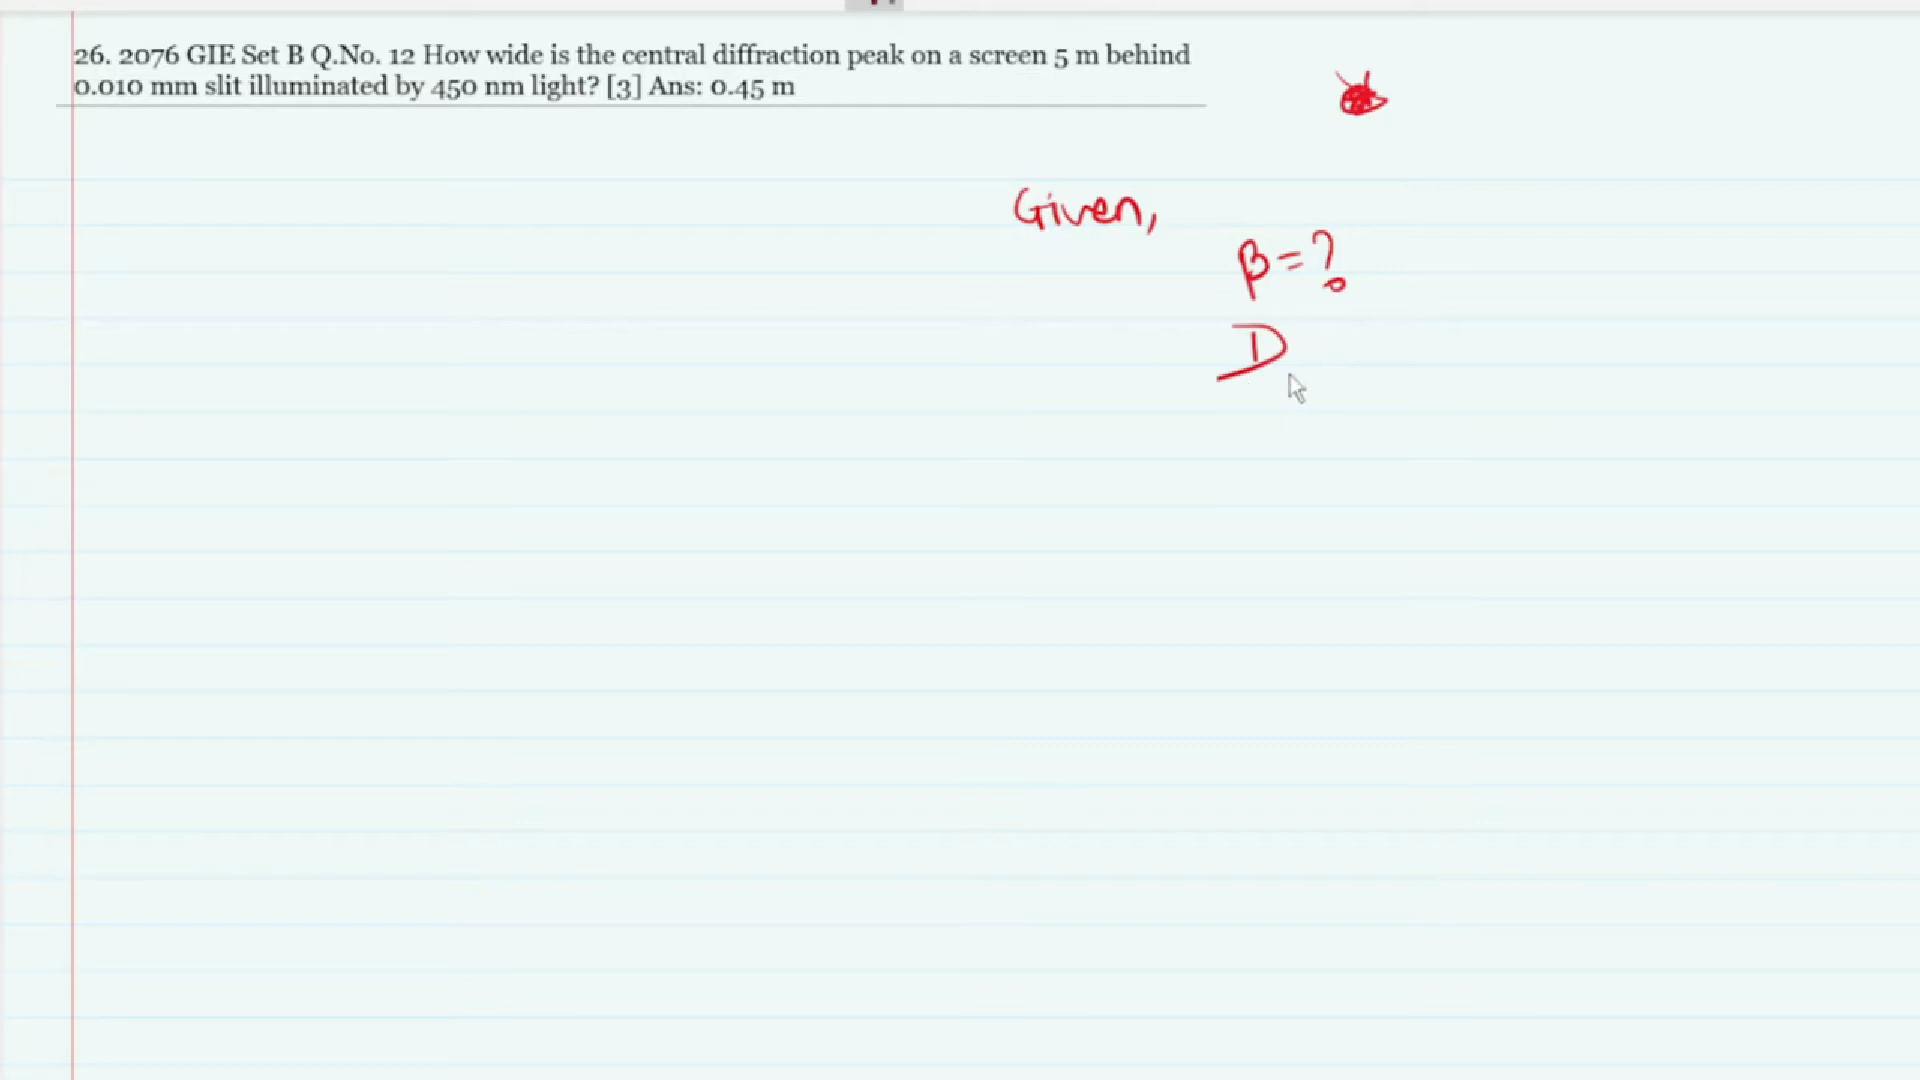 26. 2076 GIE Set B Q.No. 12 How wide is the central diffraction peak on a screen 5 m behind
0.010 mm slit illuminated by 450 nm light? [3] Ans: 0.45 m
Given,
β=?
D